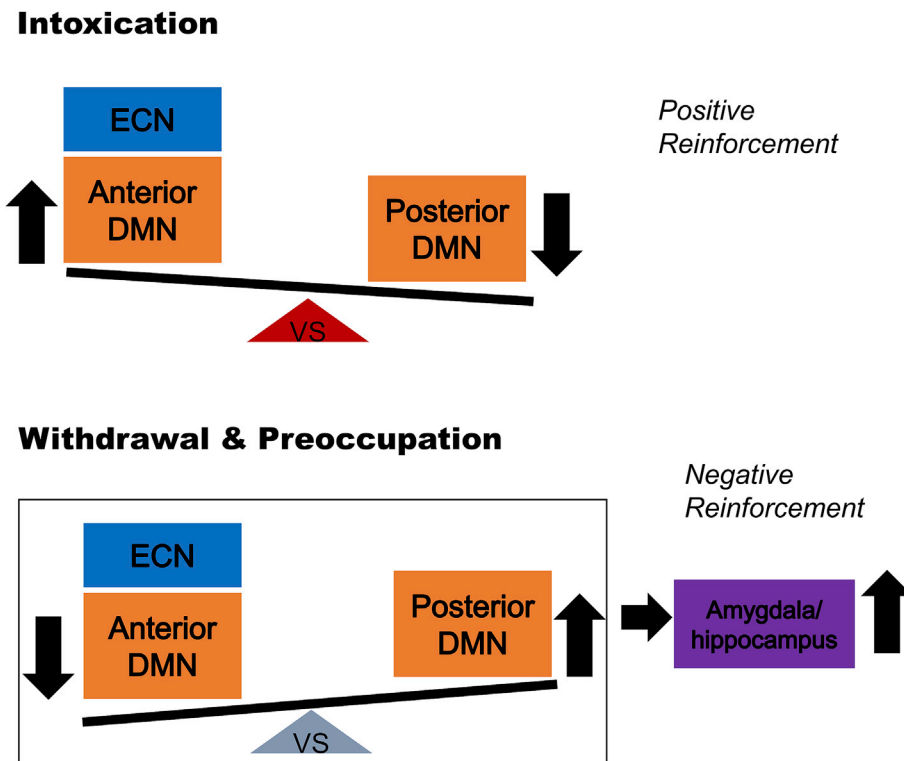 Intoxication
ECN
Positive
Reinforcement
Anterior
DMN
Posterior
DMN
VS
Withdrawal & Preoccupation
Negative
Reinforcement
ECN
Anterior
DMN
Posterior
DMN
Amygdala/
hippocampus
VS